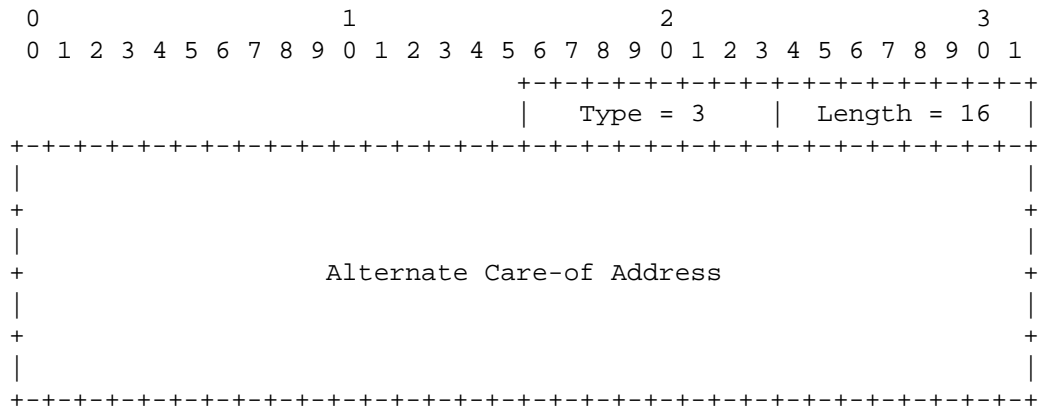 0                   1                   2                   3
 0 1 2 3 4 5 6 7 8 9 0 1 2 3 4 5 6 7 8 9 0 1 2 3 4 5 6 7 8 9 0 1
                                +-+-+-+-+-+-+-+-+-+-+-+-+-+-+-+-+
                                |   Type = 3    |  Length = 16  |
+-+-+-+-+-+-+-+-+-+-+-+-+-+-+-+-+-+-+-+-+-+-+-+-+-+-+-+-+-+-+-+-+
|                                                               |
+                                                               +
|                                                               |
+                   Alternate Care-of Address                   +
|                                                               |
+                                                               +
|                                                               |
+-+-+-+-+-+-+-+-+-+-+-+-+-+-+-+-+-+-+-+-+-+-+-+-+-+-+-+-+-+-+-+-+